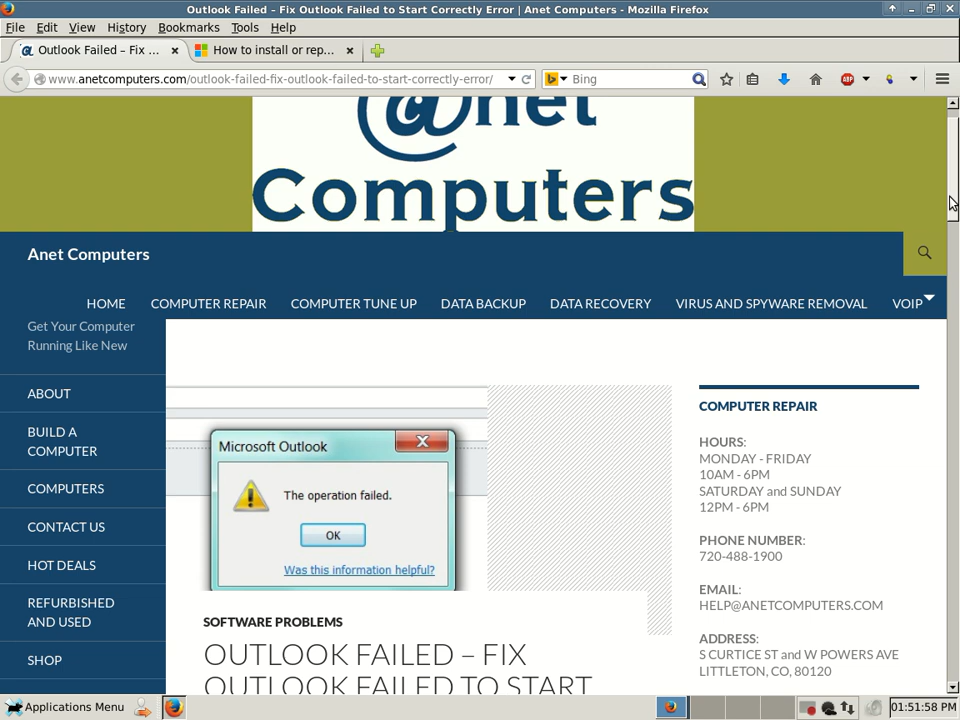 Outlook Failed – Fix Outlook Failed to Start Correctly Error | Anet Computers - Mozilla Firefox
File Edit View History Bookmarks Tools Help
Outlook Failed – Fix ...
How to install or rep...
www.anetcomputers.com/outlook-failed-fix-outlook-failed-to-start-correctly-error/
Bing
ABP
@net
Computers
Anet Computers
HOME COMPUTER REPAIR COMPUTER TUNE UP DATA BACKUP DATA RECOVERY VIRUS AND SPYWARE REMOVAL VOIP
Get Your Computer
Running Like New
ABOUT
BUILD A
COMPUTER
COMPUTERS
CONTACT US
HOT DEALS
REFURBISHED
AND USED
SHOP
Microsoft Outlook
The operation failed.
OK
Was this information helpful?
SOFTWARE PROBLEMS
OUTLOOK FAILED – FIX
OUTLOOK FAILED TO START
COMPUTER REPAIR
HOURS:
MONDAY - FRIDAY
10AM - 6PM
SATURDAY and SUNDAY
12PM - 6PM
PHONE NUMBER:
720-488-1900
EMAIL:
HELP@ANETCOMPUTERS.COM
ADDRESS:
S CURTICE ST and W POWERS AVE
LITTLETON, CO, 80120
Applications Menu
01:51:58 PM